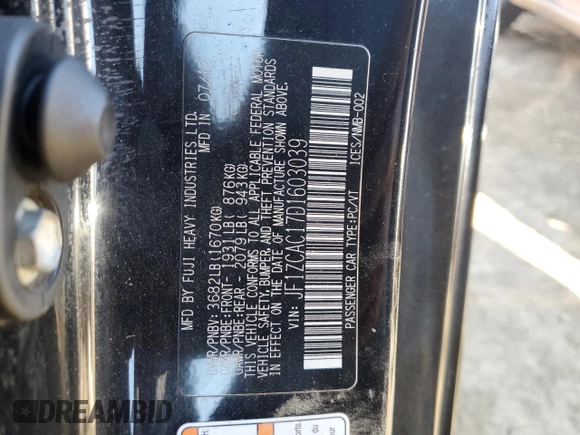 MFD BY FUJI HEAVY INDUSTRIES LTD.
MFD IN 07/12
GVWR/PNBV: 3682LB(1670KG)
GAWR/PNBE:FRONT- 1931LB( 876KG)
GAWR/PNBE:REAR - 2079LB( 943KG)
THIS VEHICLE CONFORMS TO ALL APPLICABLE FEDERAL MOTOR
VEHICLE SAFETY, BUMPER, AND THEFT PREVENTION STANDARDS
IN EFFECT ON THE DATE OF MANUFACTURE SHOWN ABOVE.
VIN: JF1ZCAC17D1603039
PASSENGER CAR TYPE:PC/VT ICES/NMB-002
DREAMBID